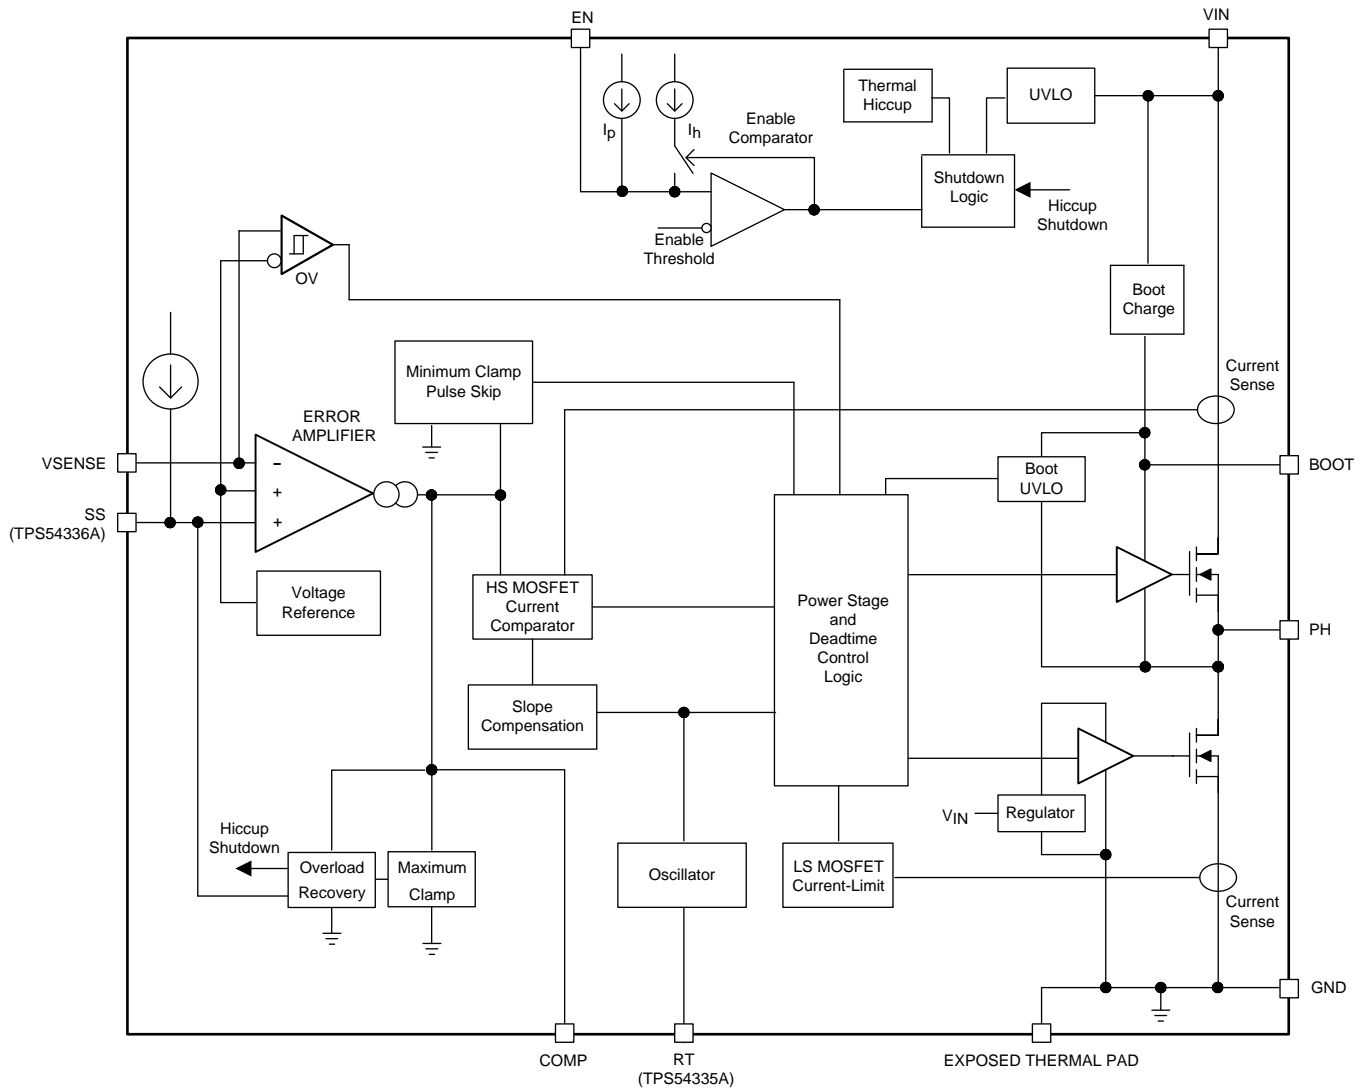 EN
VIN
Thermal
Hiccup
UVLO
Ip
Ih
Enable
Comparator
Shutdown
Logic
Hiccup
Shutdown
Enable
Threshold
OV
Boot
Charge
Minimum Clamp
Pulse Skip
Current
Sense
ERROR
AMPLIFIER
VSENSE
-
+
+
SS
(TPS54336A)
Boot
UVLO
BOOT
Voltage
Reference
HS MOSFET
Current
Comparator
Power Stage
and
Deadtime
Control
Logic
PH
Slope
Compensation
VIN
Regulator
Hiccup
Shutdown
Overload
Recovery
Maximum
Clamp
Oscillator
LS MOSFET
Current-Limit
Current
Sense
GND
COMP
RT
(TPS54335A)
EXPOSED THERMAL PAD